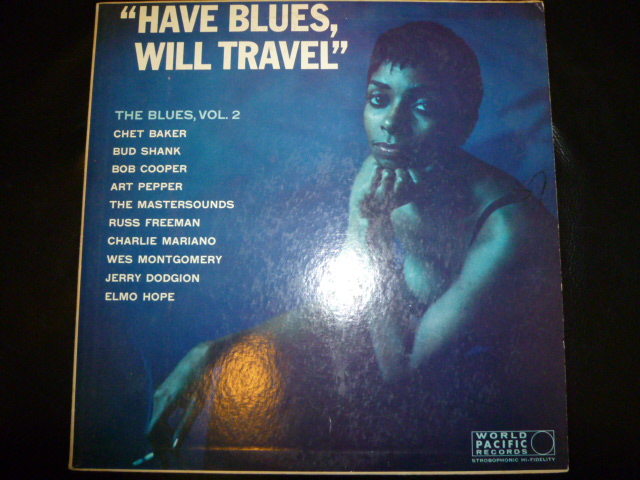 "HAVE BLUES,
WILL TRAVEL"
THE BLUES, VOL. 2
CHET BAKER
BUD SHANK
BOB COOPER
ART PEPPER
THE MASTERSOUNDS
RUSS FREEMAN
CHARLIE MARIANO
WES MONTGOMERY
JERRY DODGION
ELMO HOPE
WORLD
PACIFIC
RECORDS
STROBOPHORIC HI-FIDELITY